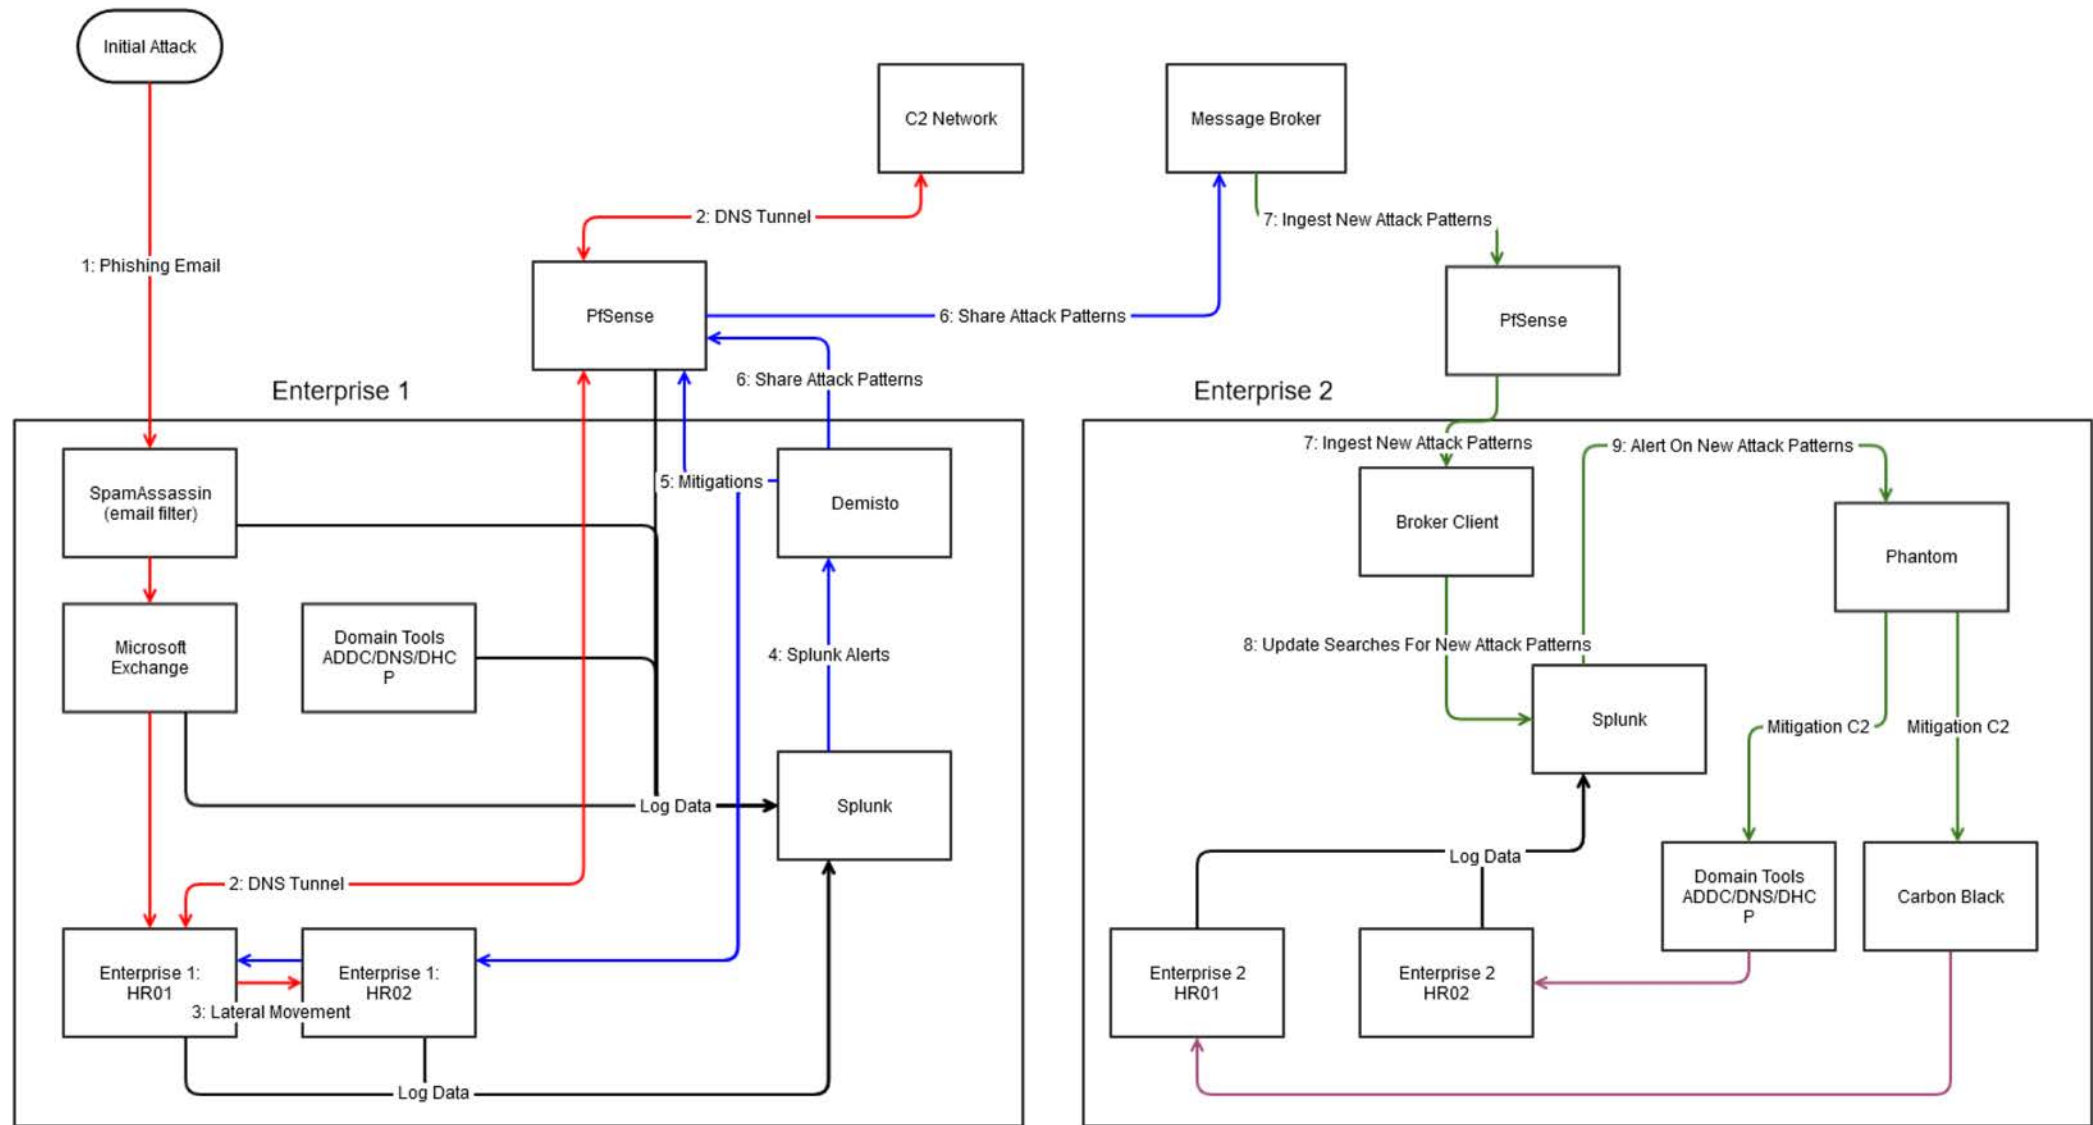 Initial Attack
C2 Network
Message Broker
2: DNS Tunnel
7: Ingest New Attack Patterns
1: Phishing Email
PfSense
6: Share Attack Patterns
PfSense
6: Share Attack Patterns
Enterprise 1
Enterprise 2
7: Ingest New Attack Patterns
9: Alert On New Attack Patterns
SpamAssassin
(email filter)
5: Mitigations
Demisto
Broker Client
Phantom
Microsoft
Exchange
Domain Tools
ADDC/DNS/DHC
P
4: Splunk Alerts
8: Update Searches For New Attack Patterns
Splunk
Mitigation C2
Mitigation C2
Log Data
Splunk
Log Data
2: DNS Tunnel
Domain Tools
ADDC/DNS/DHC
P
Carbon Black
Enterprise 1:
HR01
Enterprise 1:
HR02
3: Lateral Movement
Enterprise 2
HR01
Enterprise 2
HR02
Log Data